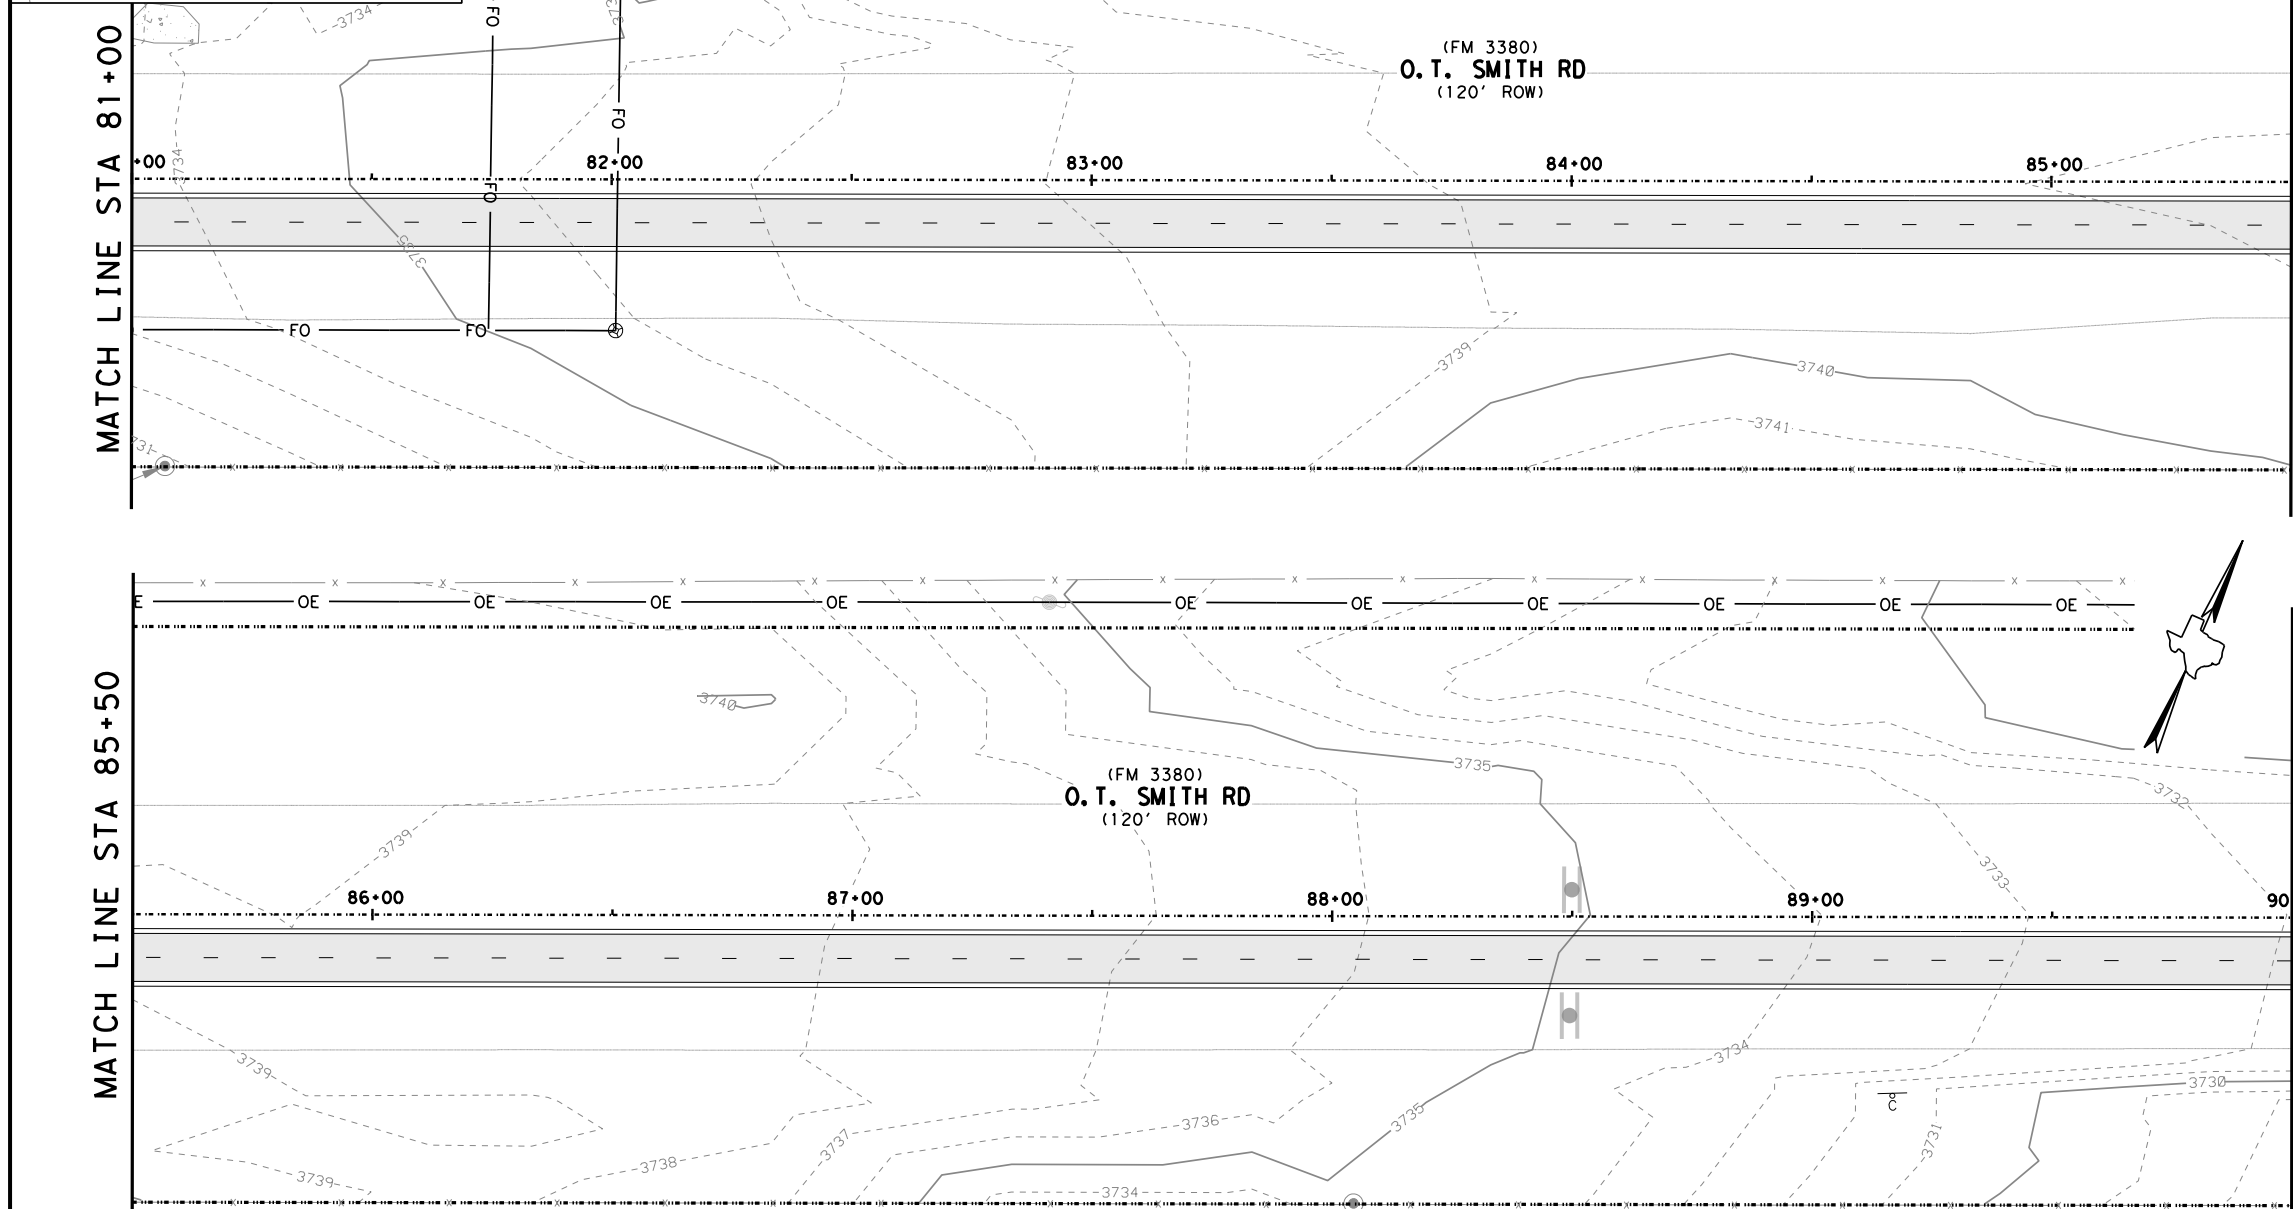 FO
3734
MATCH LINE STA 81+00
(FM 3380)
O.T. SMITH RD
(120' ROW)
FO
3734
+00
82+00
83+00
84+00
85+00
FO
3735
FO
FO
3739
3740
3741
OE
OE
OE
OE
OE
OE
OE
OE
OE
OE
MATCH LINE STA 85+50
3740
3735
(FM 3380)
O.T. SMITH RD
(120' ROW)
3732
3739
3733
86+00
87+00
88+00
89+00
90
3739
3734
3730
C
3735
3736
3737
3731
3738
3739
3734